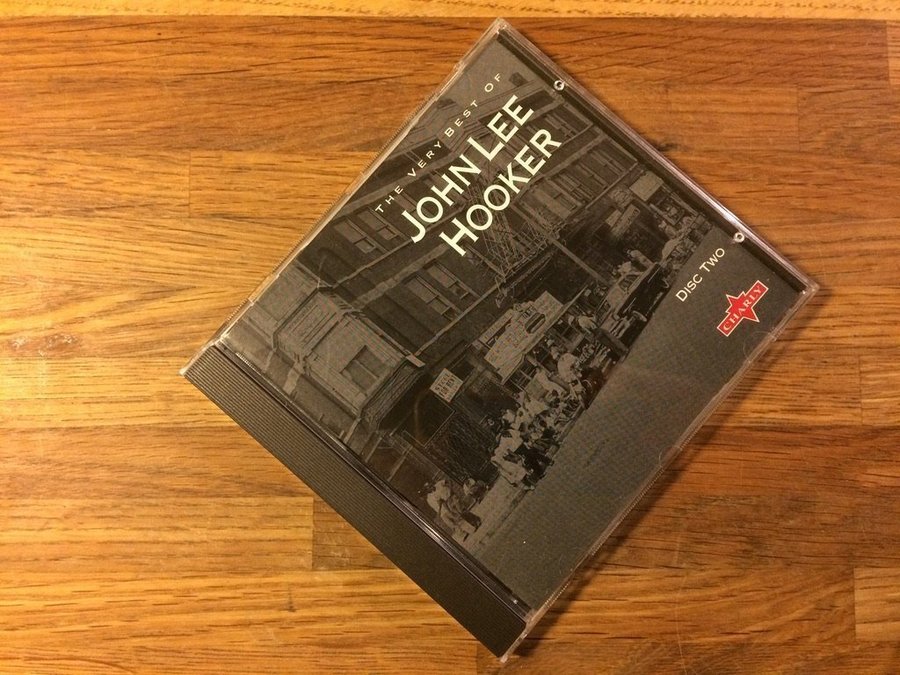 THE VERY BEST OF
JOHN LEE
HOOKER
DISC TWO
CHARLY